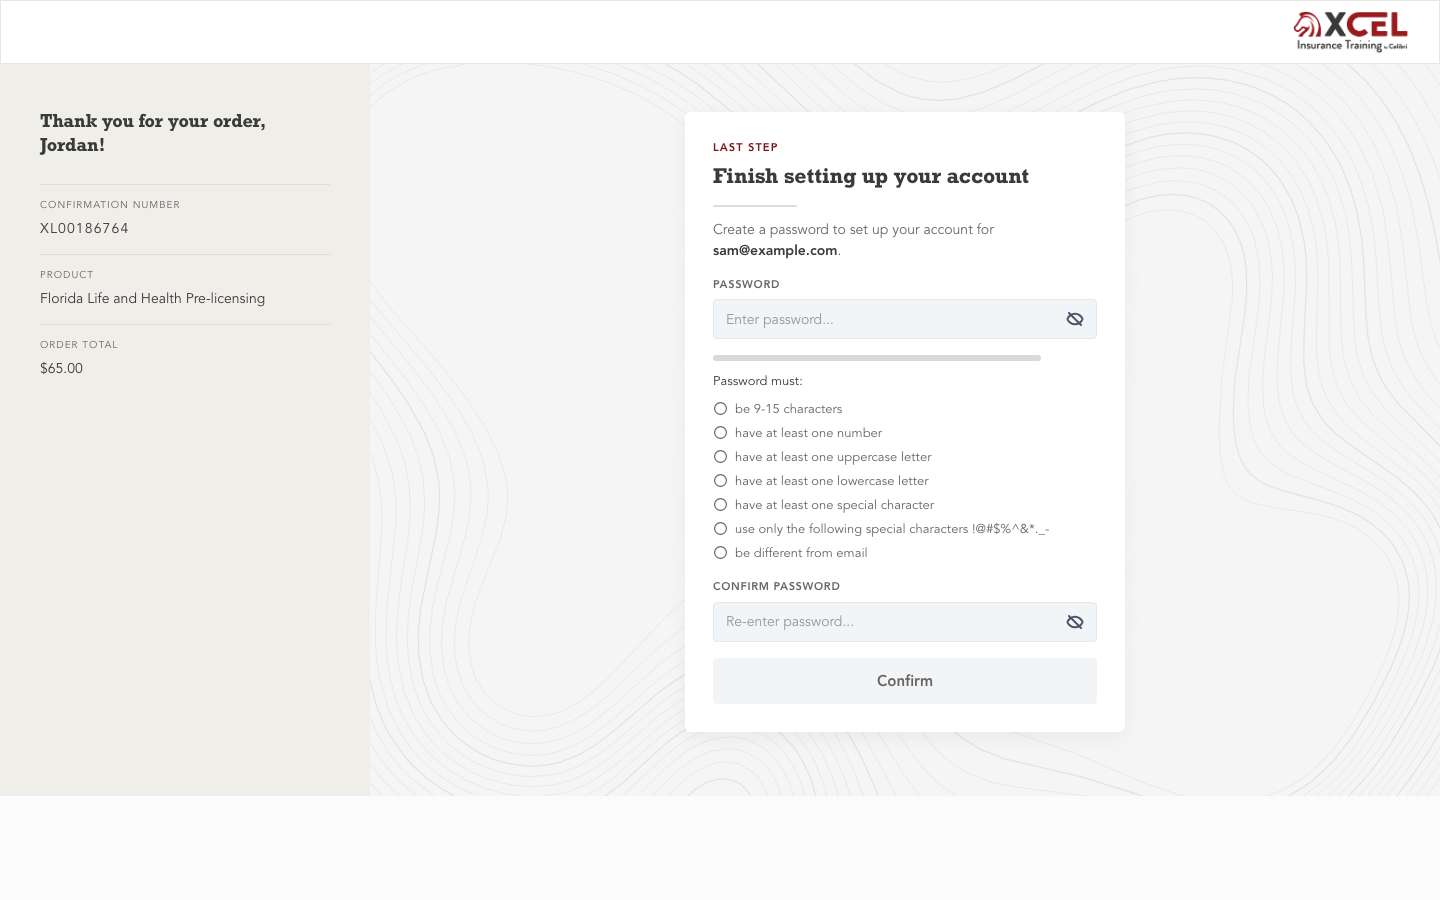 XCEL
Insurance Training by Colibri
Thank you for your order,
Jordan!
CONFIRMATION NUMBER
XL00186764
PRODUCT
Florida Life and Health Pre-licensing
ORDER TOTAL
$65.00
LAST STEP
Finish setting up your account
Create a password to set up your account for
sam@example.com.
PASSWORD
Enter password...
Password must:
be 9-15 characters
have at least one number
have at least one uppercase letter
have at least one lowercase letter
have at least one special character
use only the following special characters !@#$%^&*._-
be different from email
CONFIRM PASSWORD
Re-enter password...
Confirm